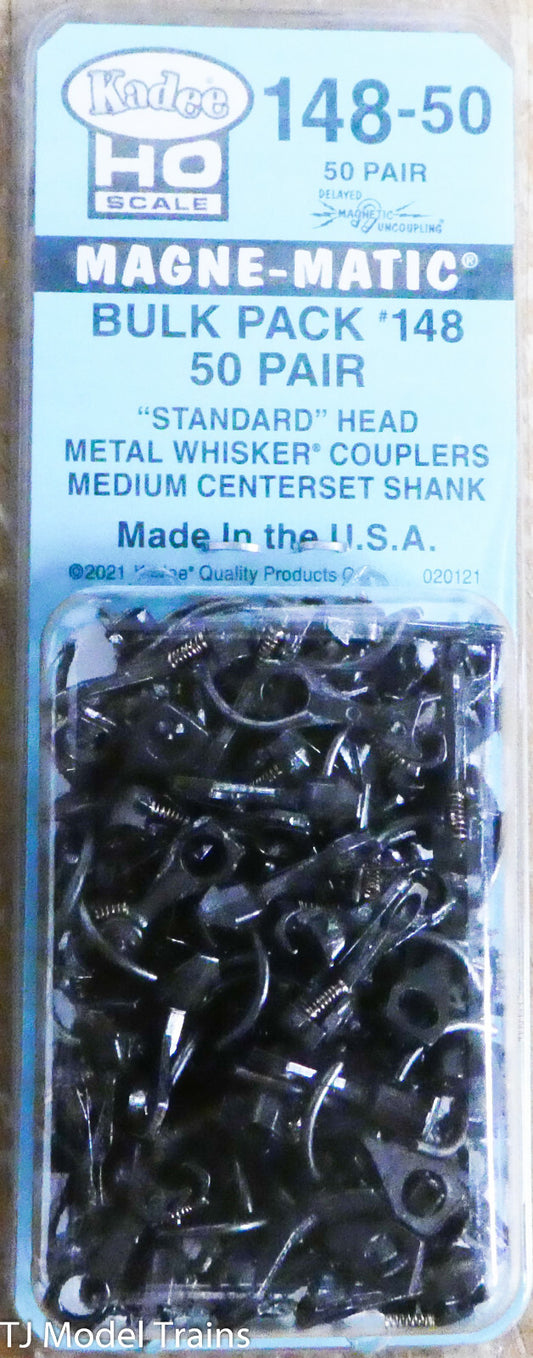 Kadee®
HO
SCALE
148-50
50 PAIR
DELAYED
MAGNETIC
UNCOUPLING®
MAGNE-MATIC®
BULK PACK #148
50 PAIR
“STANDARD” HEAD
METAL WHISKER® COUPLERS
MEDIUM CENTERSET SHANK
Made In the U.S.A.
©2021 Kadee® Quality Products 020121
TJ Model Trains